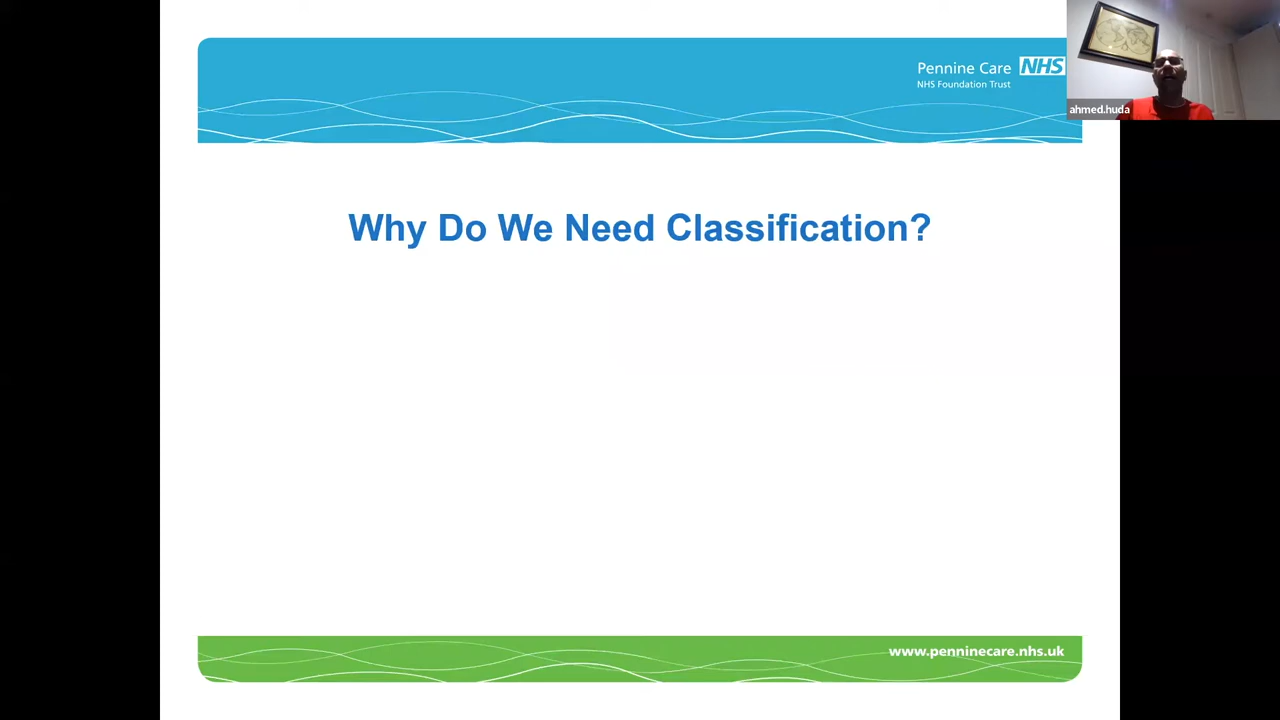 Pennine Care NHS
NHS Foundation Trust
ahmed.huda
Why Do We Need Classification?
www.penninecare.nhs.uk